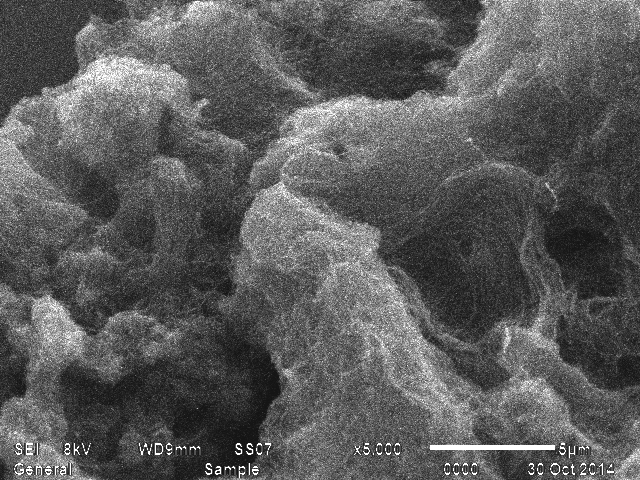 SEI 8kV WD9mm SS07 x5,000 5µm
General Sample 0000 30 Oct 2014